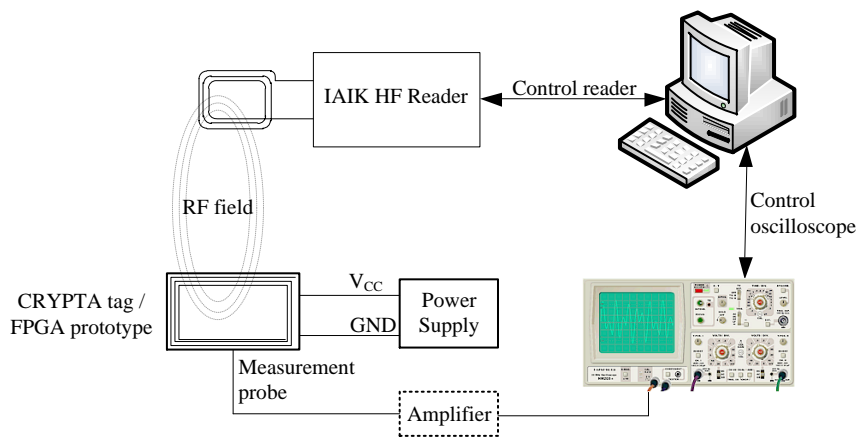 IAIK HF Reader
Control reader
RF field
Control
oscilloscope
CRYPTA tag /
FPGA prototype
VCC
GND
Power
Supply
Measurement
probe
Amplifier